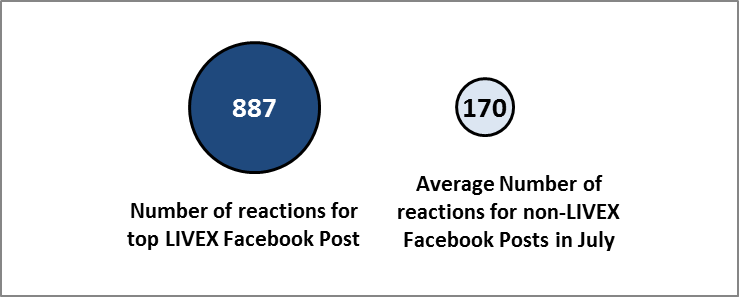 887
Number of reactions for
top LIVEX Facebook Post
170
Average Number of
reactions for non-LIVEX
Facebook Posts in July